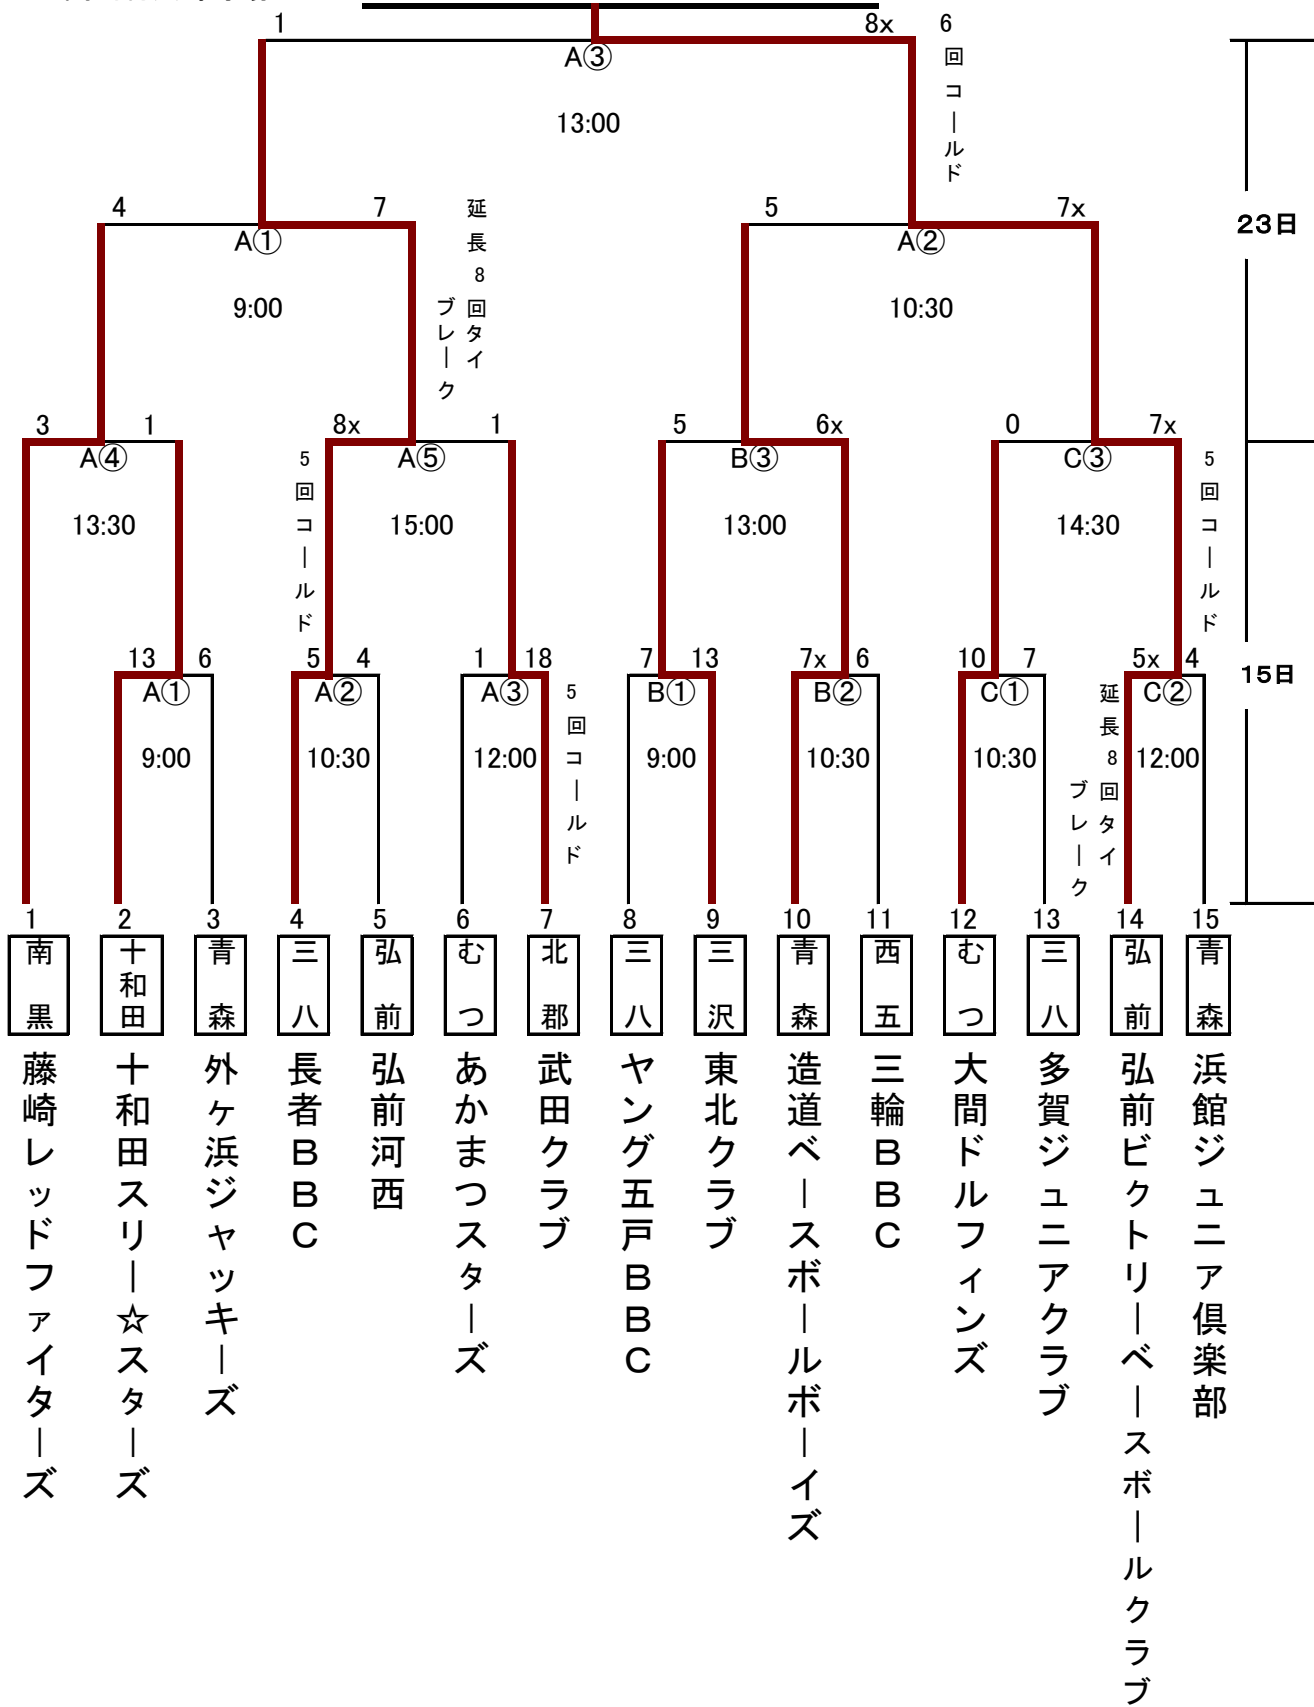 1
8x
6回コールド
A③
13:00
4
7
延長8回タイブレーク
A①
9:00
5
7x
A②
10:30
23日
3
1
A④
13:30
8x
1
A⑤
15:00
5回コールド
5
6x
B③
13:00
0
7x
C③
14:30
5回コールド
13
6
A①
9:00
5
4
A②
10:30
1
18
A③
12:00
5回コールド
7
13
B①
9:00
7x
6
B②
10:30
10
7
C①
10:30
5x
4
C②
12:00
延長8回タイブレーク
15日
1
南黒
藤崎レッドファイターズ
2
十和田
十和田スリー☆スターズ
3
青森
外ヶ浜ジャッキーズ
4
三八
長者BBC
5
弘前
弘前河西
6
むつ
あかまつスターズ
7
北郡
武田クラブ
8
三八
ヤング五戸BBC
9
三沢
東北クラブ
10
青森
造道ベースボールボーイズ
11
西五
三輪BBC
12
むつ
大間ドルフィンズ
13
三八
多賀ジュニアクラブ
14
弘前
弘前ビクトリーベースボールクラブ
15
青森
浜館ジュニア倶楽部